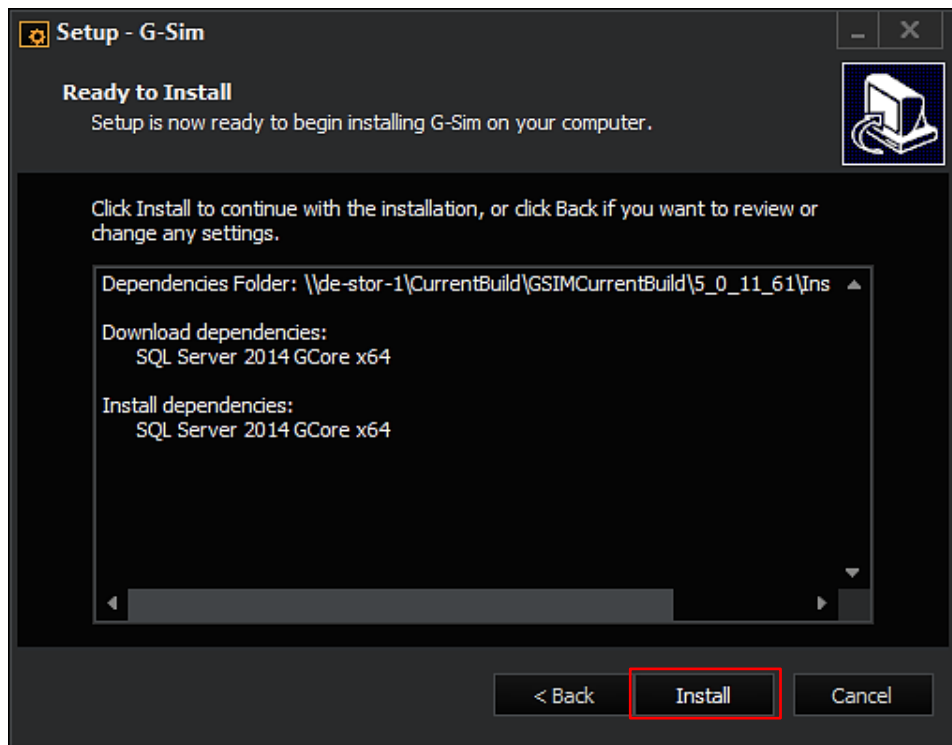 Setup - G-Sim
Ready to Install
Setup is now ready to begin installing G-Sim on your computer.
Click Install to continue with the installation, or click Back if you want to review or
change any settings.
Dependencies Folder: \\de-stor-1\CurrentBuild\GSIMCurrentBuild\5_0_11_61\Ins
Download dependencies:
SQL Server 2014 GCore x64
Install dependencies:
SQL Server 2014 GCore x64
< Back Install Cancel